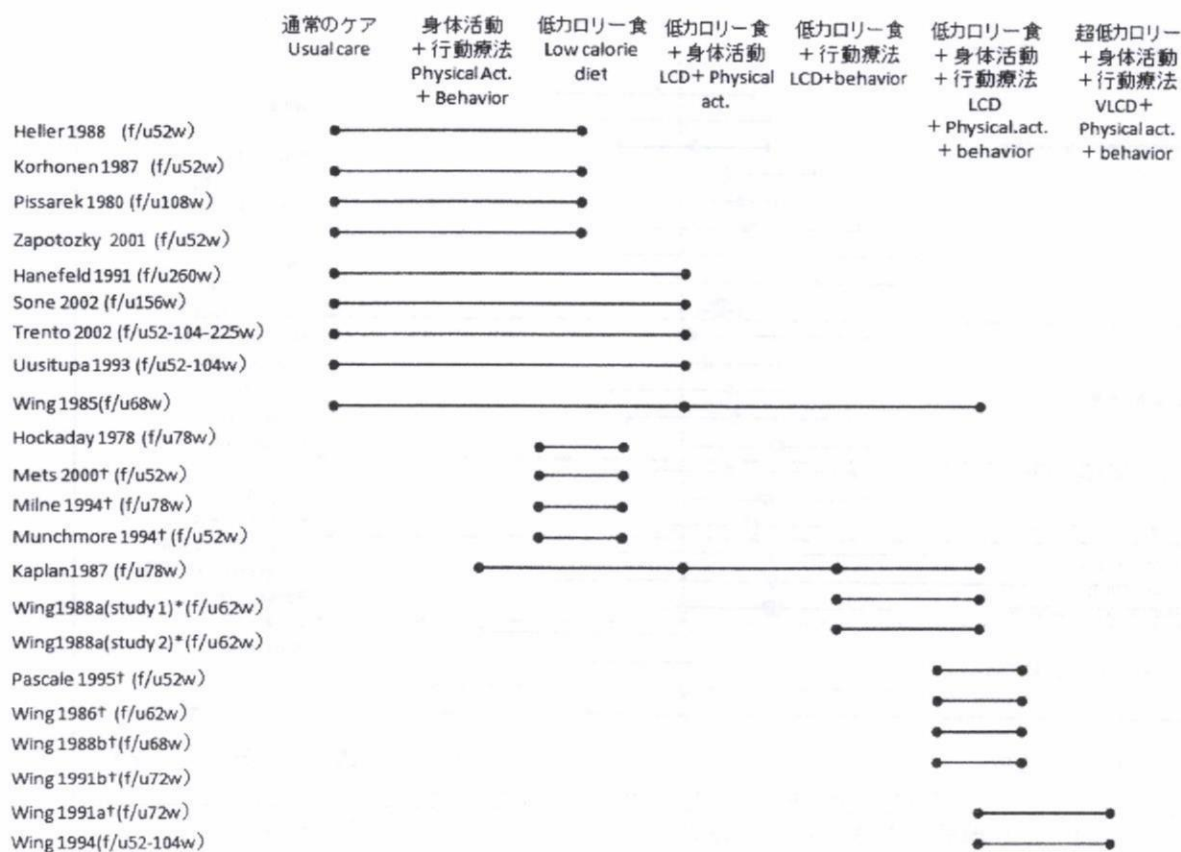 通常のケア
Usual care
身体活動
+ 行動療法
Physical Act.
+ Behavior
低カロリー食
Low calorie
diet
低カロリー食
+ 身体活動
LCD+ Physical
act.
低カロリー食
+ 行動療法
LCD+behavior
低カロリー食
+ 身体活動
+ 行動療法
LCD
+ Physical.act.
+ behavior
超低カロリー
+ 身体活動
+ 行動療法
VLCD+
Physical act.
+ behavior
Heller 1988 (f/u52w)
Korhonen 1987 (f/u52w)
Pissarek 1980 (f/u108w)
Zapotozky 2001 (f/u52w)
Hanefeld 1991 (f/u260w)
Sone 2002 (f/u156w)
Trento 2002 (f/u52-104-225w)
Uusitupa 1993 (f/u52-104w)
Wing 1985(f/u68w)
Hockaday 1978 (f/u78w)
Mets 2000† (f/u52w)
Milne 1994† (f/u78w)
Munchmore 1994† (f/u52w)
Kaplan1987 (f/u78w)
Wing1988a(study 1)*(f/u62w)
Wing1988a(study 2)*(f/u62w)
Pascale 1995† (f/u52w)
Wing 1986† (f/u62w)
Wing 1988b†(f/u68w)
Wing 1991b†(f/u72w)
Wing 1991a†(f/u72w)
Wing 1994(f/u52-104w)